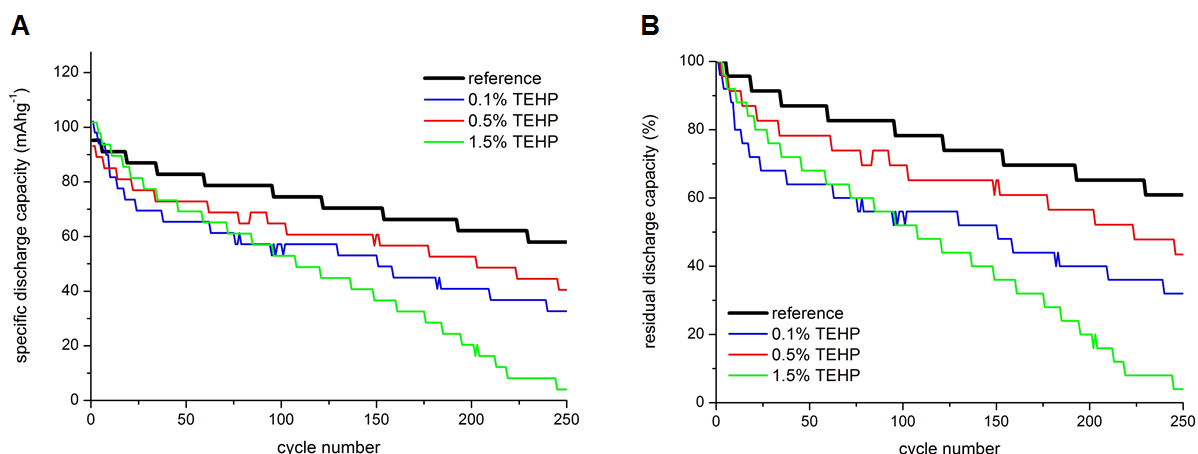 A
specific discharge capacity (mAhg-1)
120
100
80
60
40
20
0
0 50 100 150 200 250
cycle number
reference
0.1% TEHP
0.5% TEHP
1.5% TEHP
B
residual discharge capacity (%)
100
80
60
40
20
0
0 50 100 150 200 250
cycle number
reference
0.1% TEHP
0.5% TEHP
1.5% TEHP